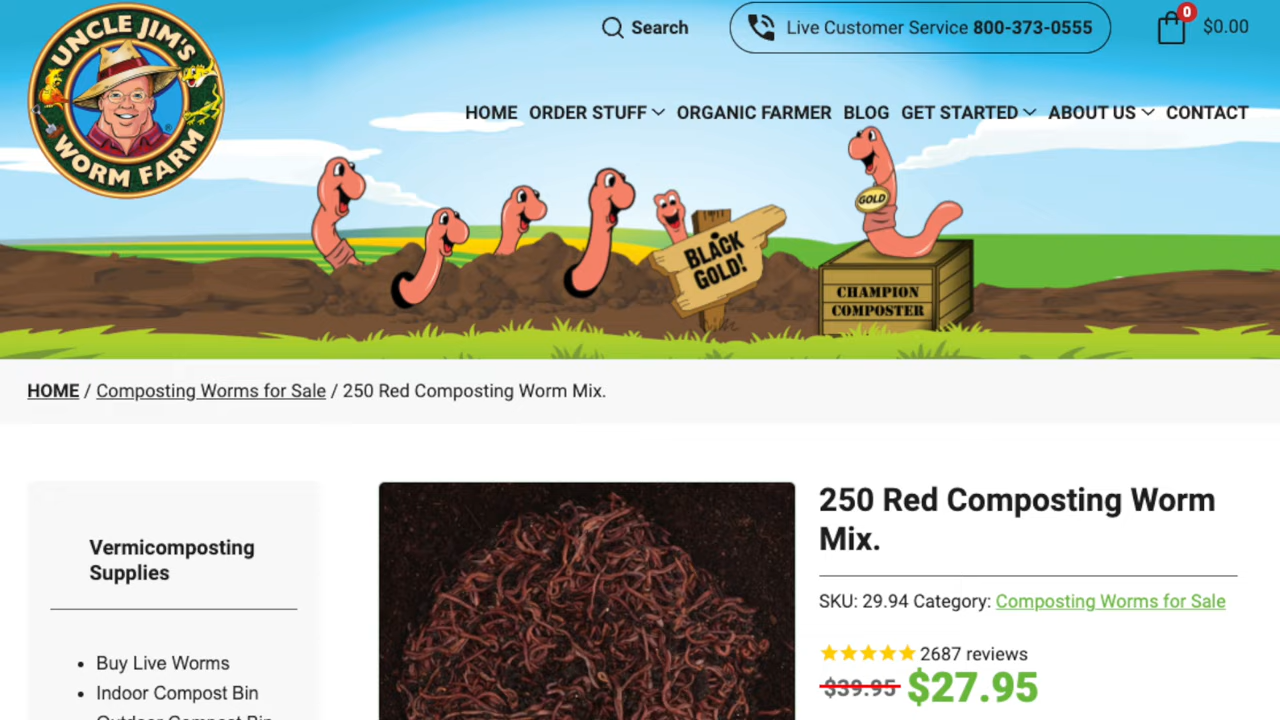 UNCLE JIM'S
WORM FARM
Search
Live Customer Service 800-373-0555
0
$0.00
HOME ORDER STUFF ORGANIC FARMER BLOG GET STARTED ABOUT US CONTACT
GOLD
BLACK
GOLD!
CHAMPION
COMPOSTER
HOME / Composting Worms for Sale / 250 Red Composting Worm Mix.
Vermicomposting
Supplies
• Buy Live Worms
• Indoor Compost Bin
• Outdoor Compost Bin
250 Red Composting Worm
Mix.
SKU: 29.94 Category: Composting Worms for Sale
2687 reviews
$39.95 $27.95